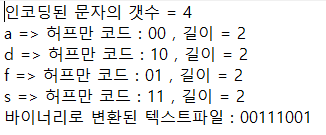 인코딩된 문자의 갯수 = 4
a => 허프만 코드 : 00 , 길이 = 2
d => 허프만 코드 : 10 , 길이 = 2
f => 허프만 코드 : 01 , 길이 = 2
s => 허프만 코드 : 11 , 길이 = 2
바이너리로 변환된 텍스트파일 : 00111001